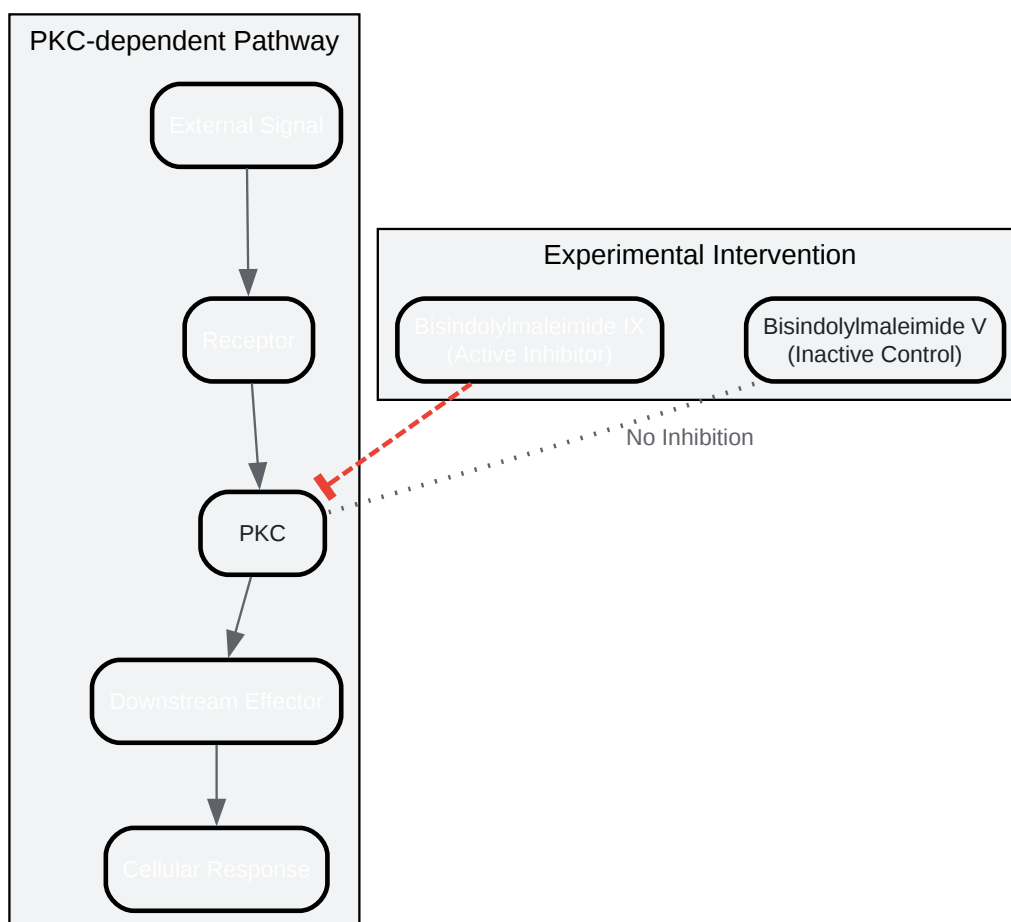 PKC-dependent Pathway
External Signal
Experimental Intervention
Receptor
Bisindolylmaleimide IX
(Active Inhibitor)
Bisindolylmaleimide V
(Inactive Control)
No Inhibition
PKC
Downstream Effector
Cellular Response